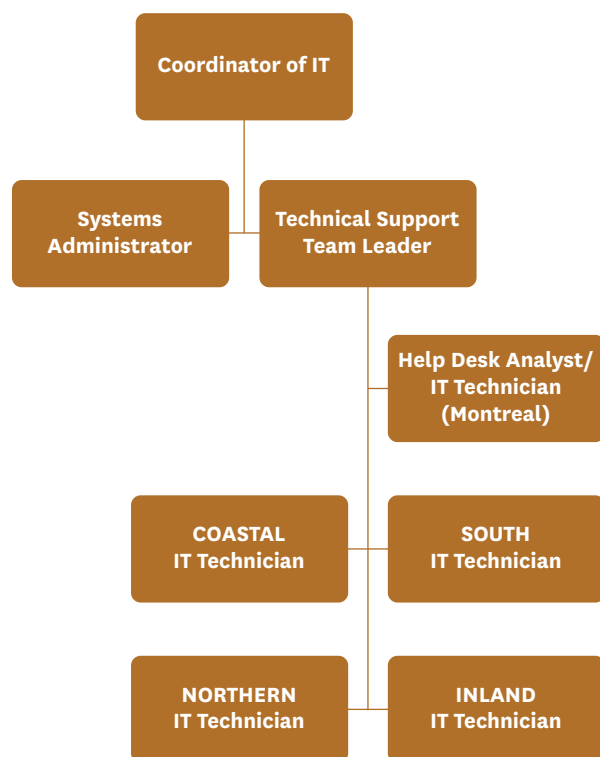 Coordinator of IT
Systems
Administrator
Technical Support
Team Leader
Help Desk Analyst/
IT Technician
(Montreal)
COASTAL
IT Technician
SOUTH
IT Technician
NORTHERN
IT Technician
INLAND
IT Technician